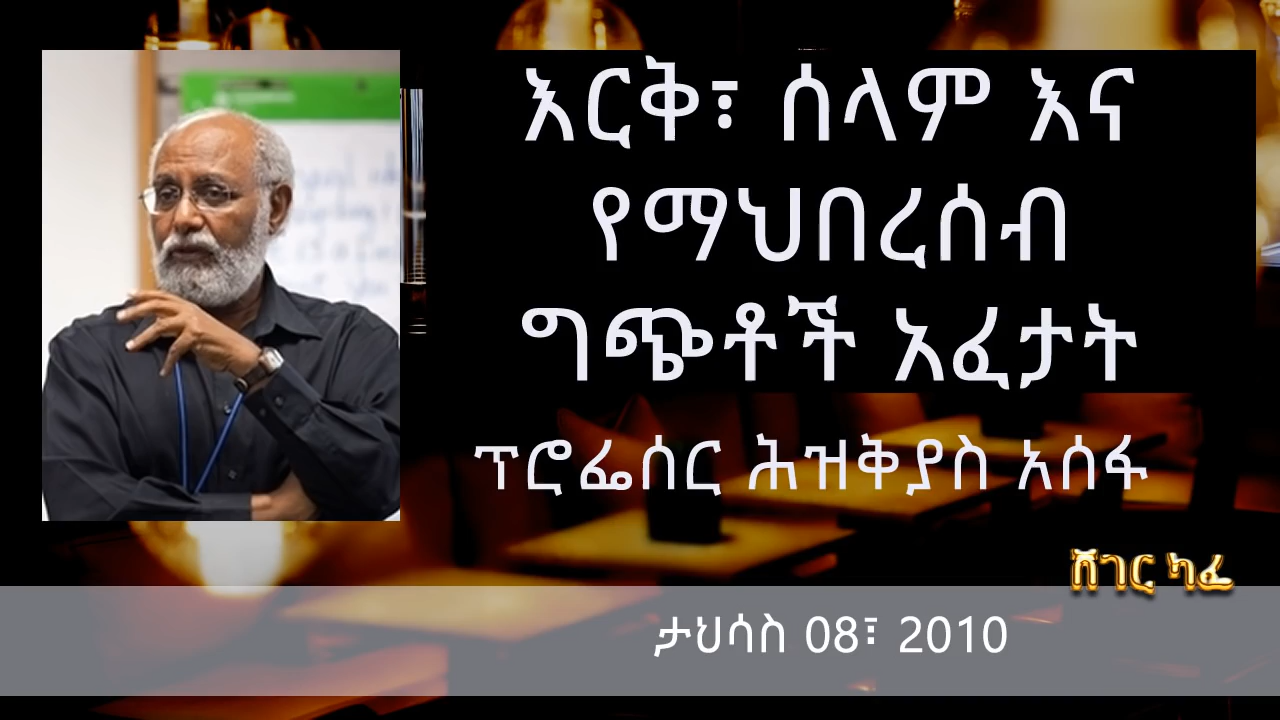 እርቅ፣ ሰላም እና
የማህበረሰብ
ግጭቶች አፈታት
ፕሮፌሰር ሕዝቅያስ አሰፋ
ሸገር ካፌ
ታህሳስ 08፣ 2010